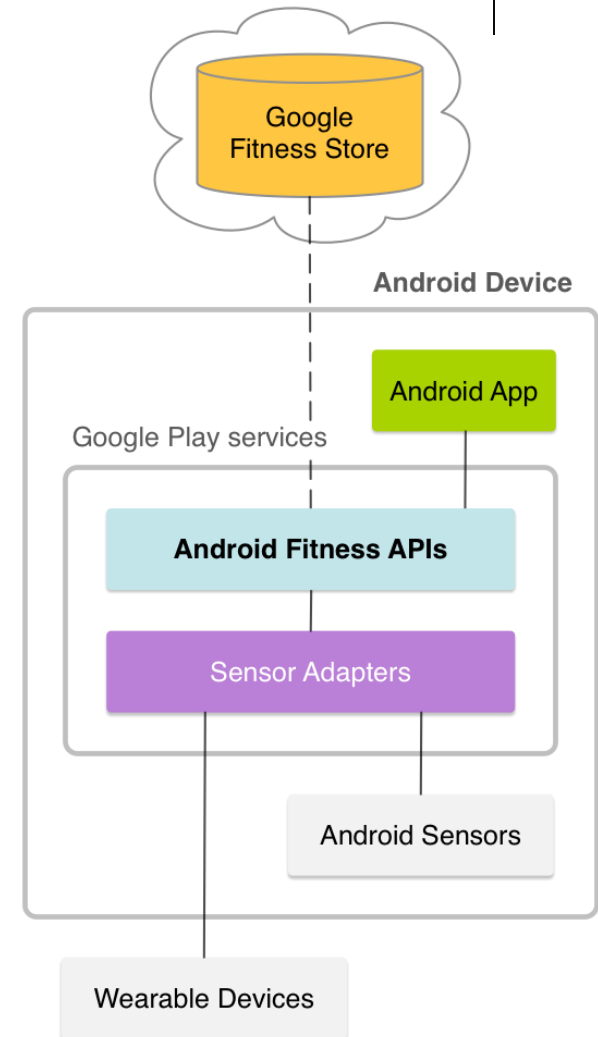 Google
Fitness Store
Android Device
Android App
Google Play services
Android Fitness APIs
Sensor Adapters
Android Sensors
Wearable Devices